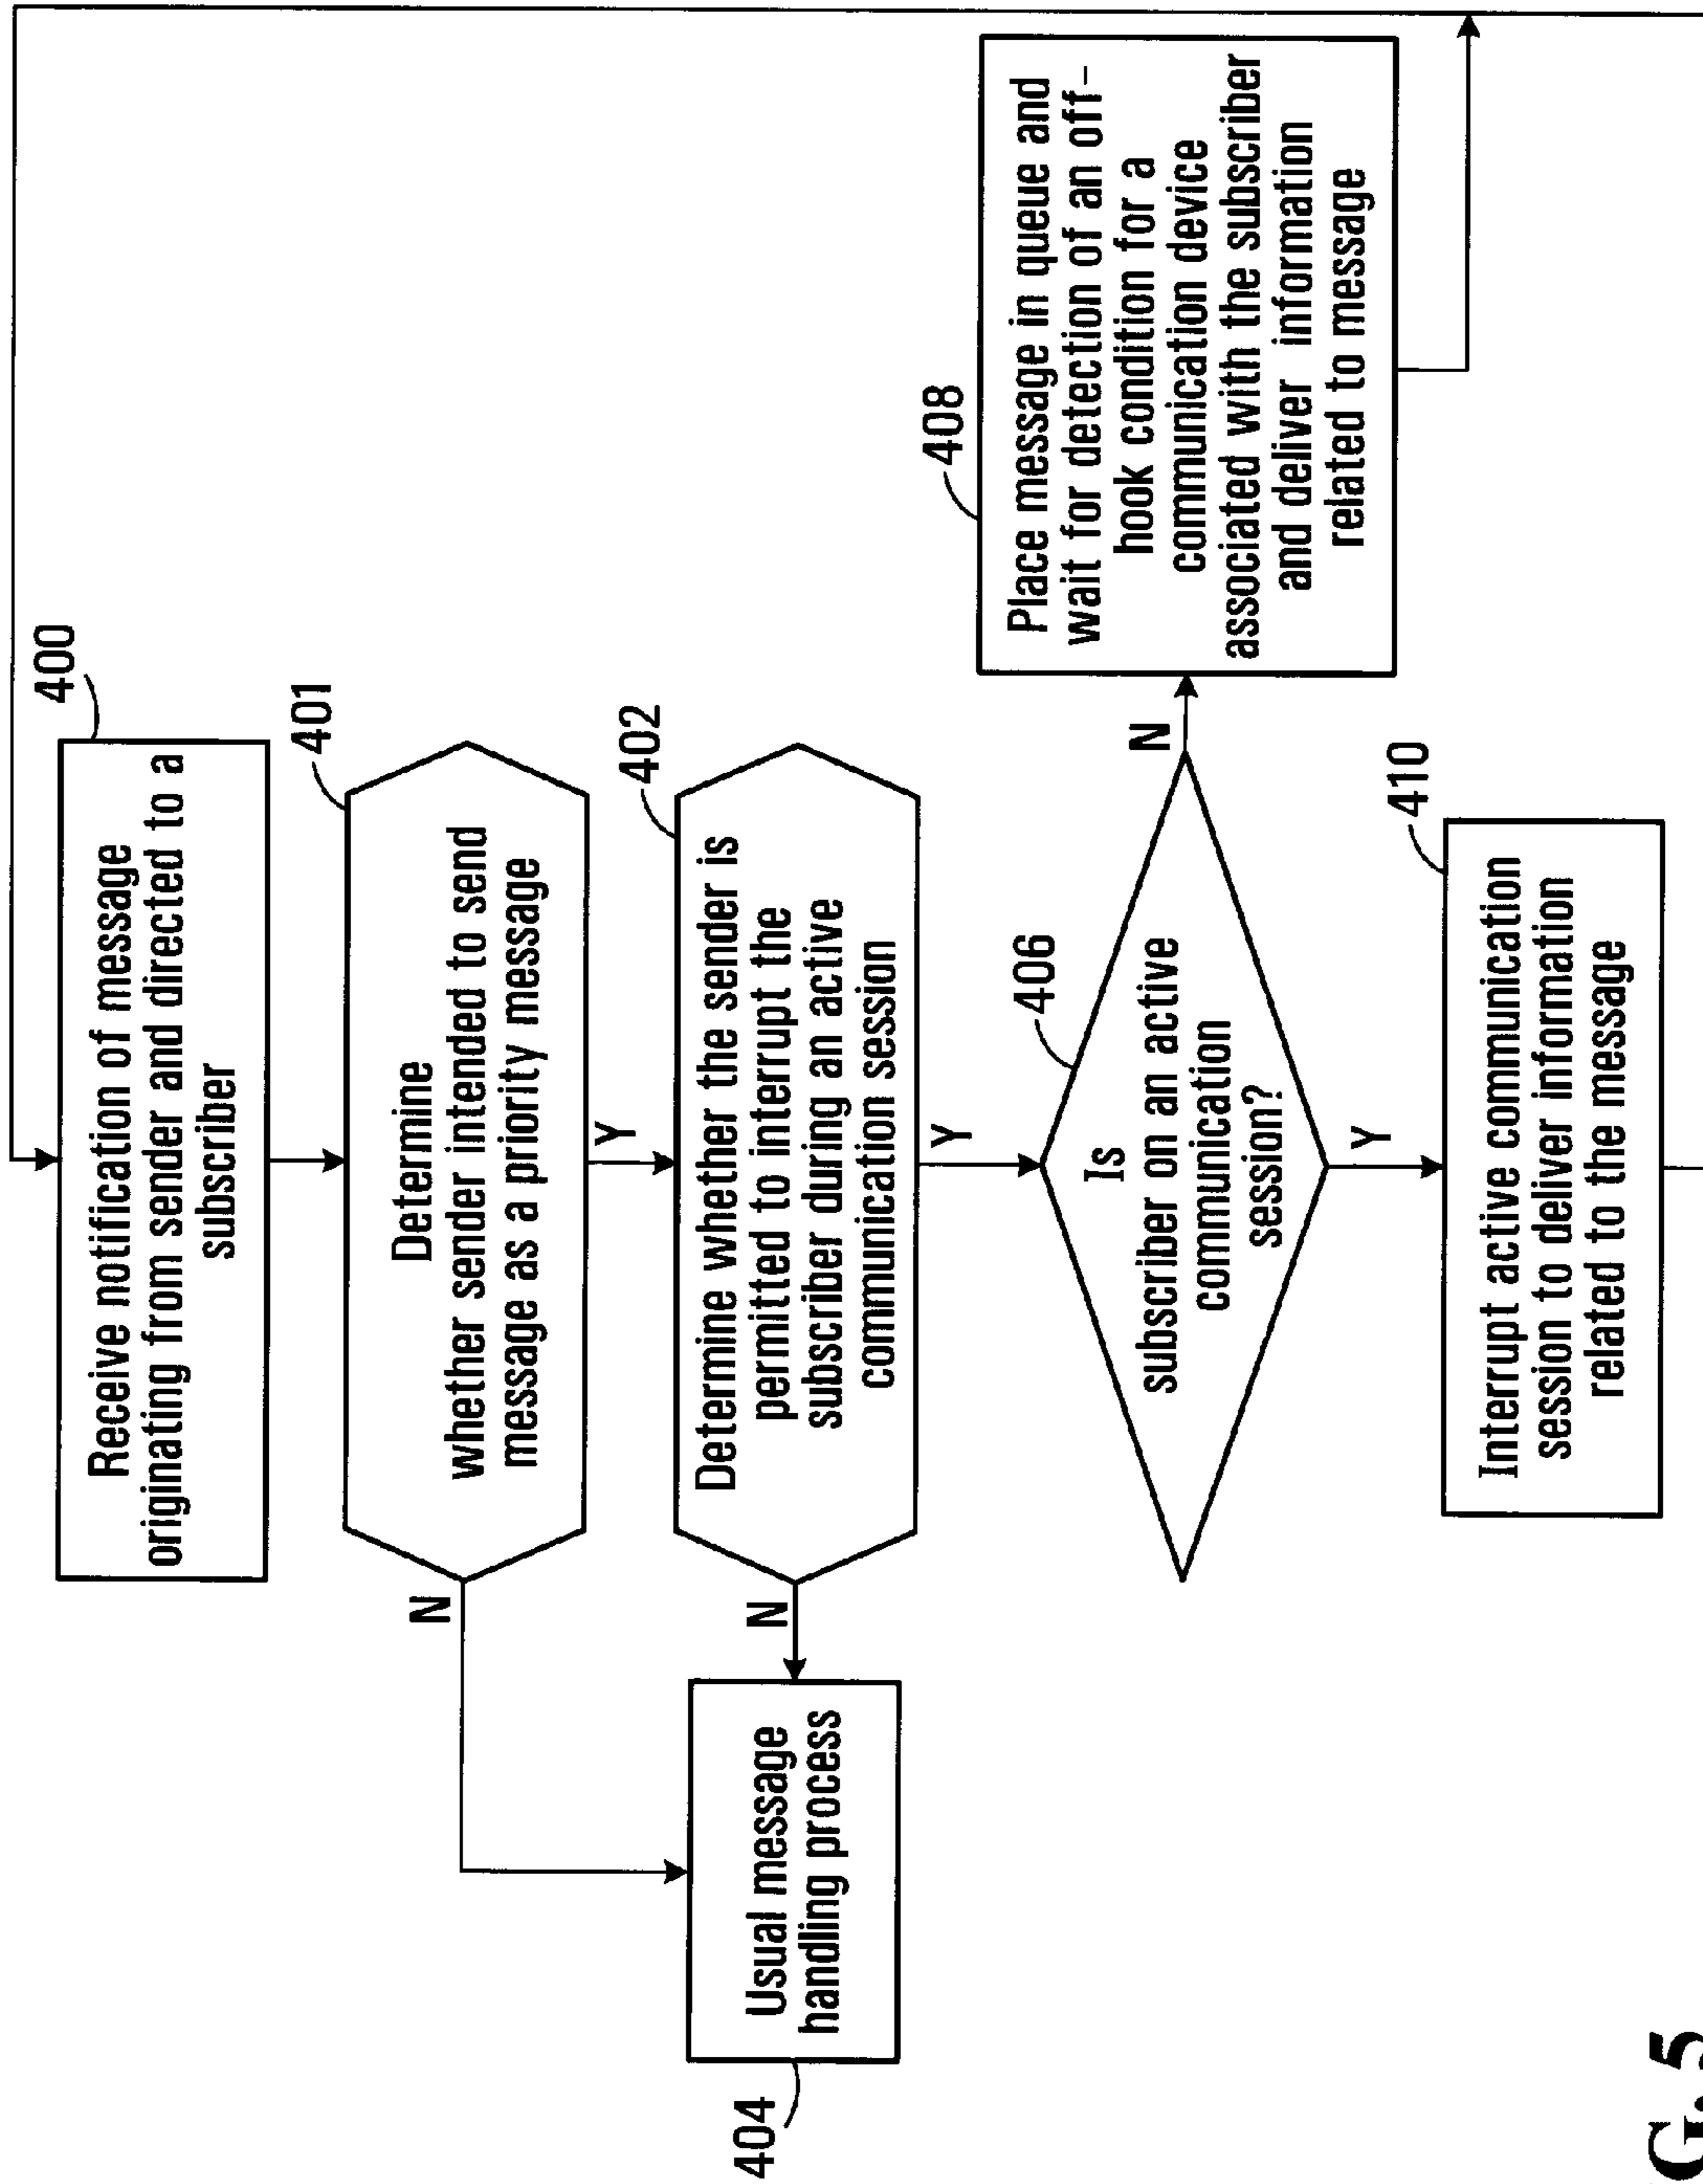 400
Receive notification of message
originating from sender and directed to a
subscriber
401
Determine
whether sender intended to send
message as a priority message
N
Y
402
Determine whether the sender is
permitted to interrupt the
subscriber during an active
communication session
N
Y
404
Usual message
handling process
406
Is
subscriber on an active
communication
session?
N
Y
408
Place message in queue and
wait for detection of an off-
hook condition for a
communication device
associated with the subscriber
and deliver information
related to message
410
Interrupt active communication
session to deliver information
related to the message
G. 5